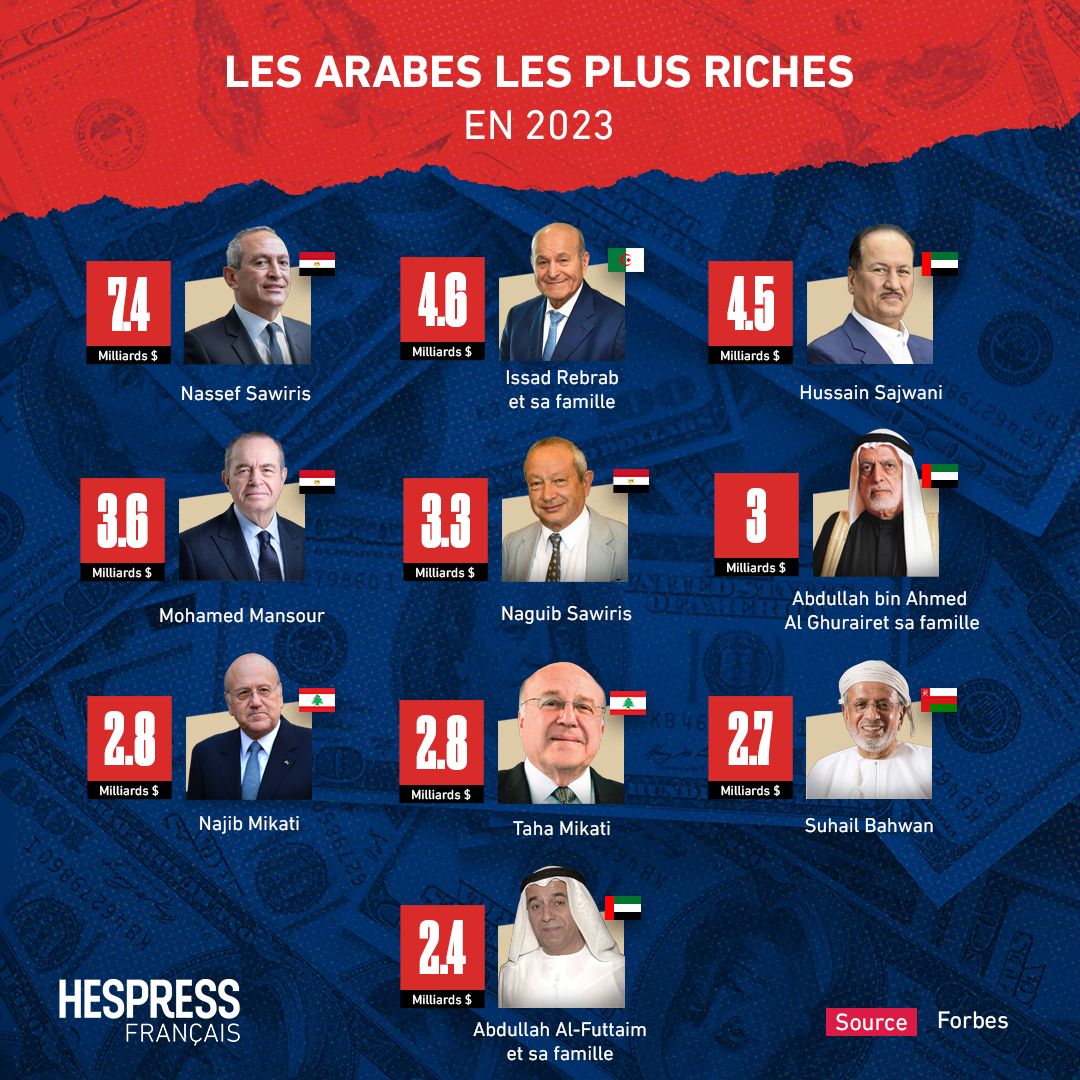 LES ARABES LES PLUS RICHES
EN 2023
7.4
Milliards $
Nassef Sawiris
4.6
Milliards $
Issad Rebrab
et sa famille
4.5
Milliards $
Hussain Sajwani
3.6
Milliards $
Mohamed Mansour
3.3
Milliards $
Naguib Sawiris
3
Milliards $
Abdullah bin Ahmed
Al Ghurairet sa famille
2.8
Milliards $
Najib Mikati
2.8
Milliards $
Taha Mikati
2.7
Milliards $
Suhail Bahwan
2.4
Milliards $
Abdullah Al-Futtaim
et sa famille
HESPRESS
FRANÇAIS
Source Forbes